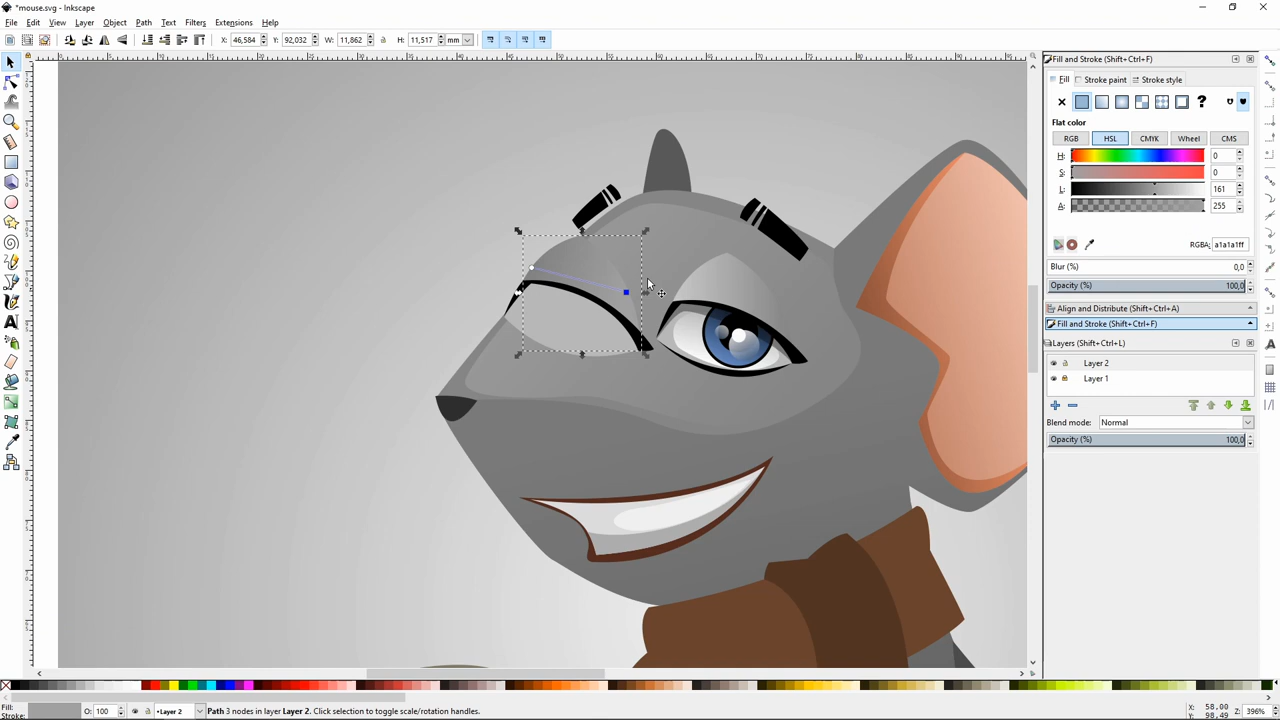 *mouse.svg - Inkscape
File Edit View Layer Object Path Text Filters Extensions Help
X: 46,584 Y: 92,032 W: 11,862 H: 11,517 mm
Fill and Stroke (Shift+Ctrl+F)
Fill Stroke paint Stroke style
?
Flat color
RGB HSL CMYK Wheel CMS
H: 0
S: 0
L: 161
A: 255
RGBA: a1a1a1ff
Blur (%) 0,0
Opacity (%) 100,0
Align and Distribute (Shift+Ctrl+A)
Fill and Stroke (Shift+Ctrl+F)
Layers (Shift+Ctrl+L)
Layer 2
Layer 1
Blend mode: Normal
Opacity (%) 100,0
Fill:
Stroke:
O: 100
•Layer 2
Path 3 nodes in layer Layer 2. Click selection to toggle scale/rotation handles.
X: 58,00
Y: 98,49
Z: 396%